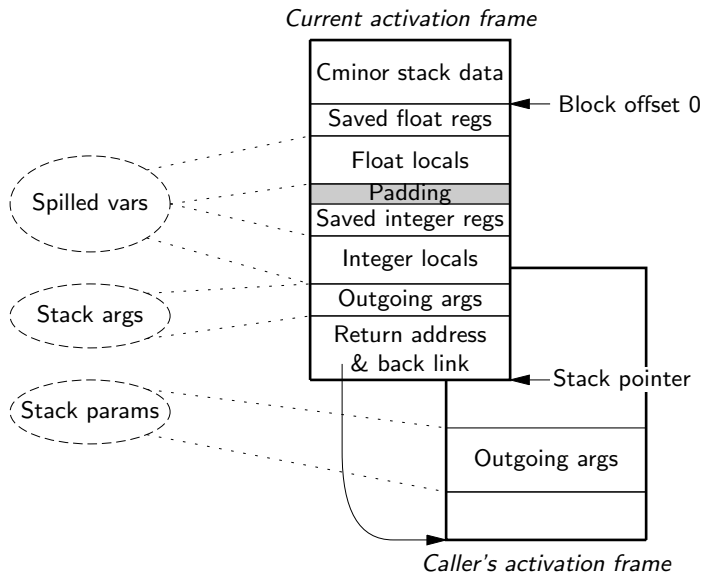 Current activation frame
Cminor stack data
Block offset 0
Saved float regs
Float locals
Padding
Spilled vars
Saved integer regs
Integer locals
Outgoing args
Stack args
Return address
& back link
Stack pointer
Stack params
Outgoing args
Caller's activation frame